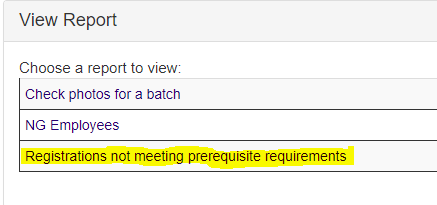 View Report
Choose a report to view:
Check photos for a batch
NG Employees
Registrations not meeting prerequisite requirements